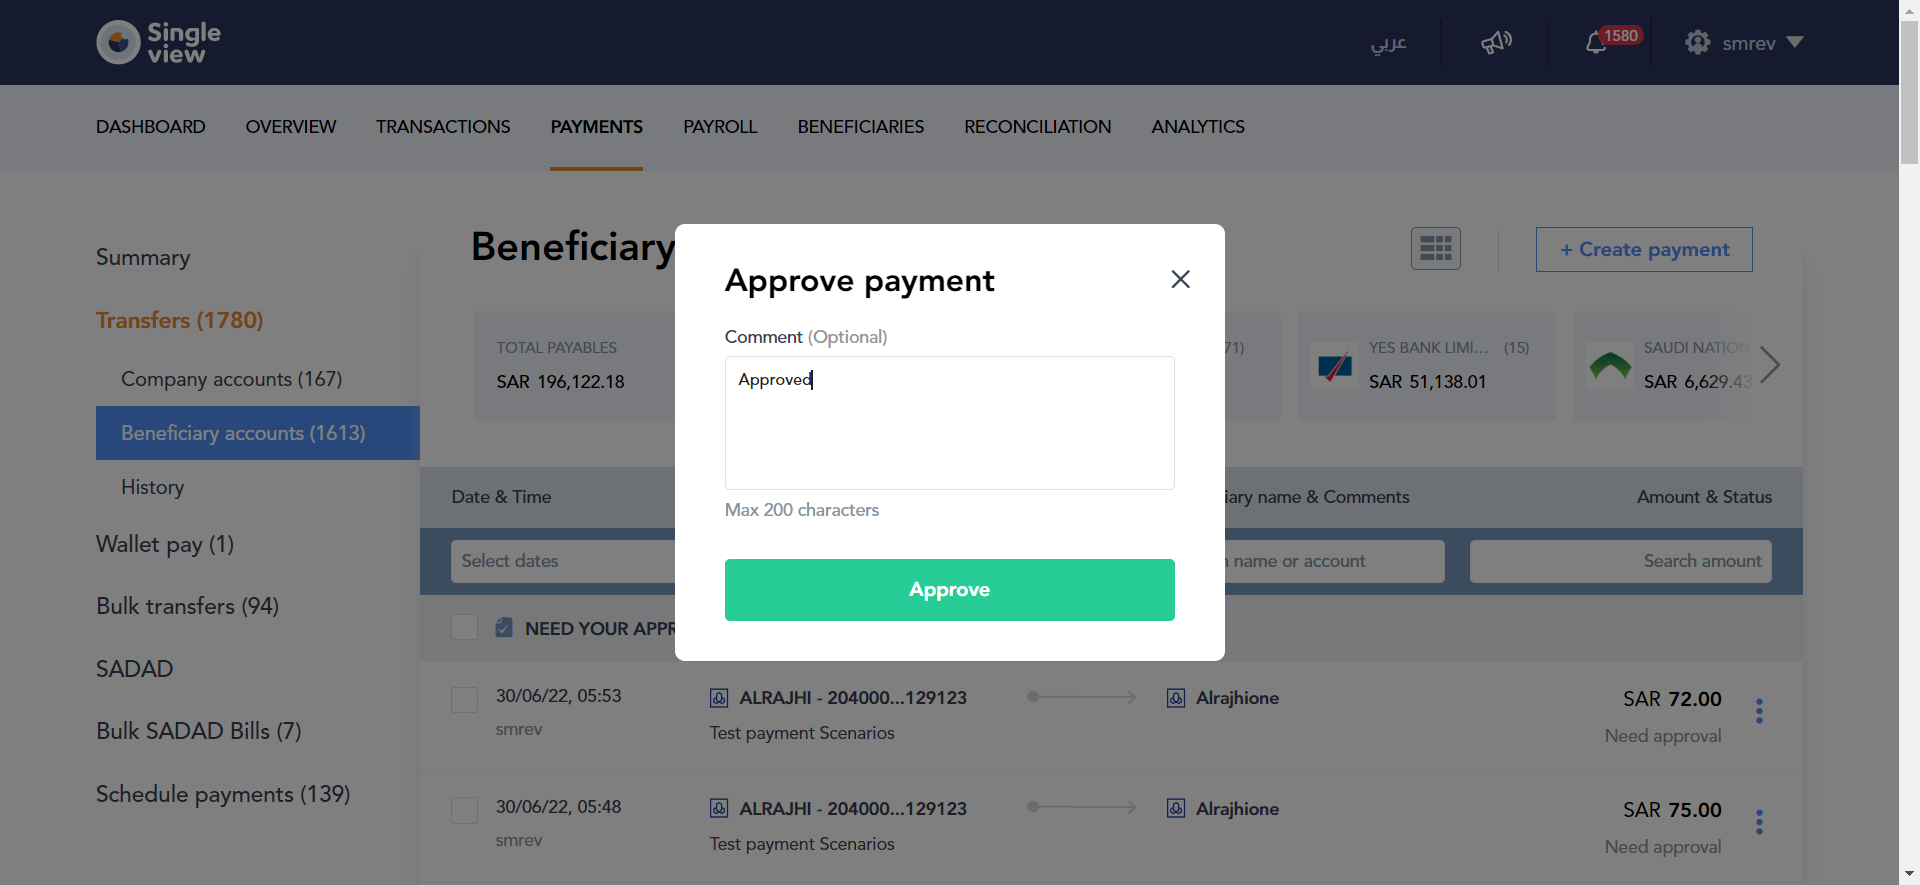 Single
view
عربي
1580
smrev
DASHBOARD
OVERVIEW
TRANSACTIONS
PAYMENTS
PAYROLL
BENEFICIARIES
RECONCILIATION
ANALYTICS
Summary
Transfers (1780)
Company accounts (167)
Beneficiary accounts (1613)
History
Wallet pay (1)
Bulk transfers (94)
SADAD
Bulk SADAD Bills (7)
Schedule payments (139)
Beneficiary
+ Create payment
TOTAL PAYABLES
SAR 196,122.18
71)
YES BANK LIMI... (15)
SAR 51,138.01
SAUDI NATION
SAR 6,629.43
Approve payment
Comment (Optional)
Approved
Max 200 characters
Approve
Date & Time
iary name & Comments
Amount & Status
Select dates
name or account
Search amount
NEED YOUR APPR
30/06/22, 05:53
smrev
ALRAJHI - 204000...129123
Test payment Scenarios
Alrajhione
SAR 72.00
Need approval
30/06/22, 05:48
smrev
ALRAJHI - 204000...129123
Test payment Scenarios
Alrajhione
SAR 75.00
Need approval